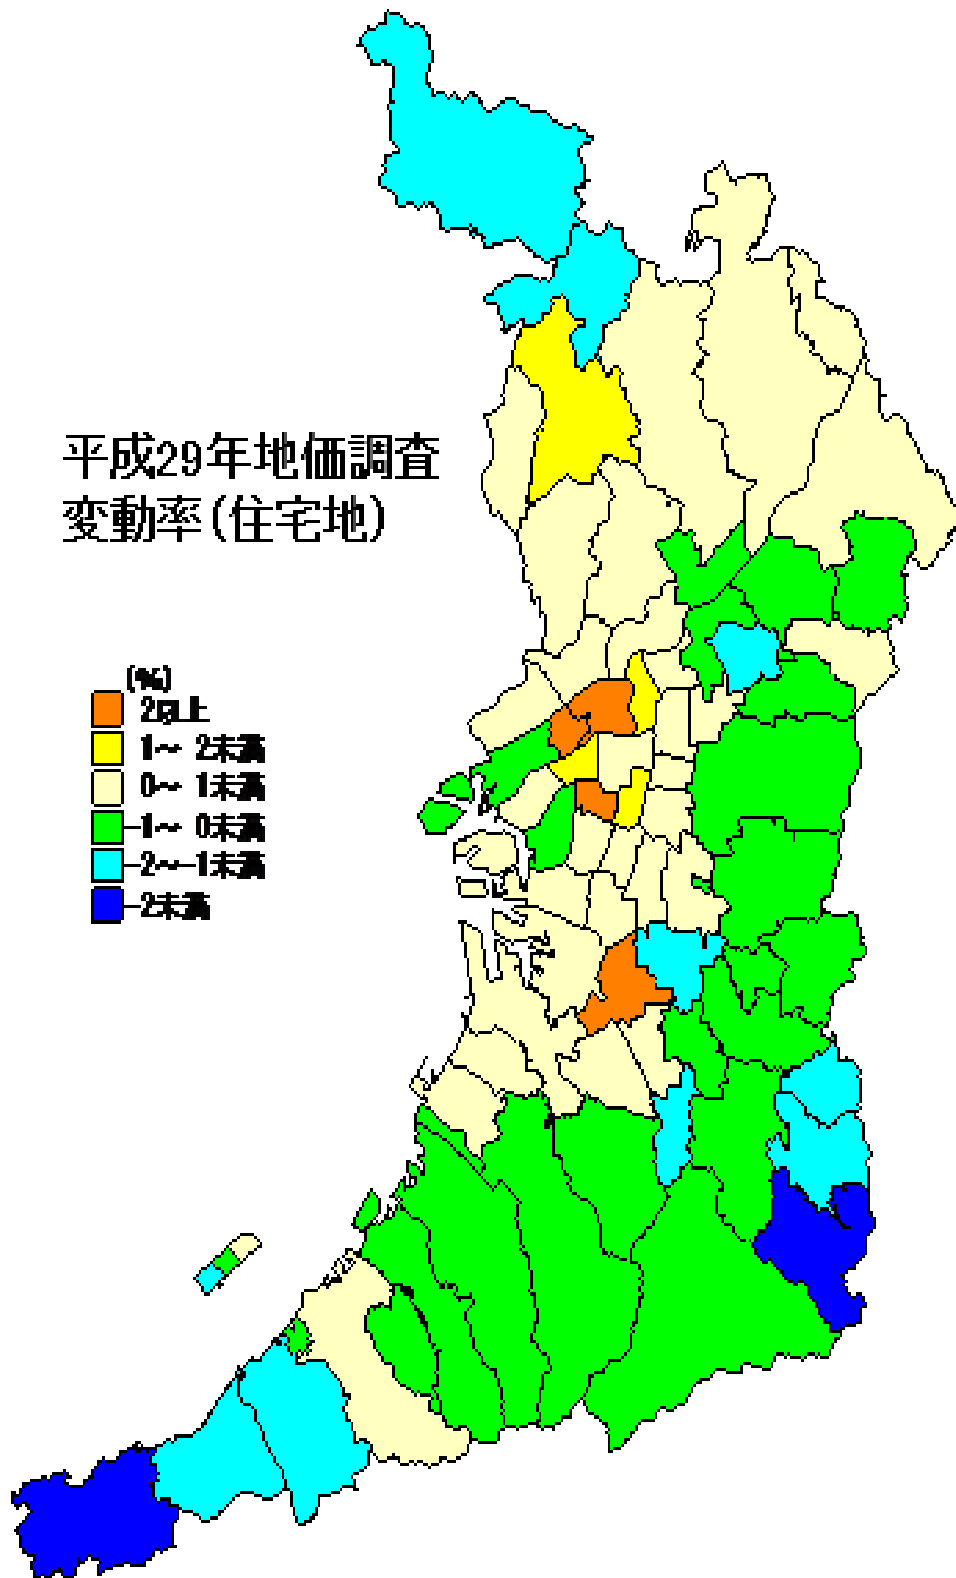 平成29年地価調査
変動率(住宅地)
(%)
2以上
1～ 2未満
0～ 1未満
-1～ 0未満
-2～-1未満
-2未満